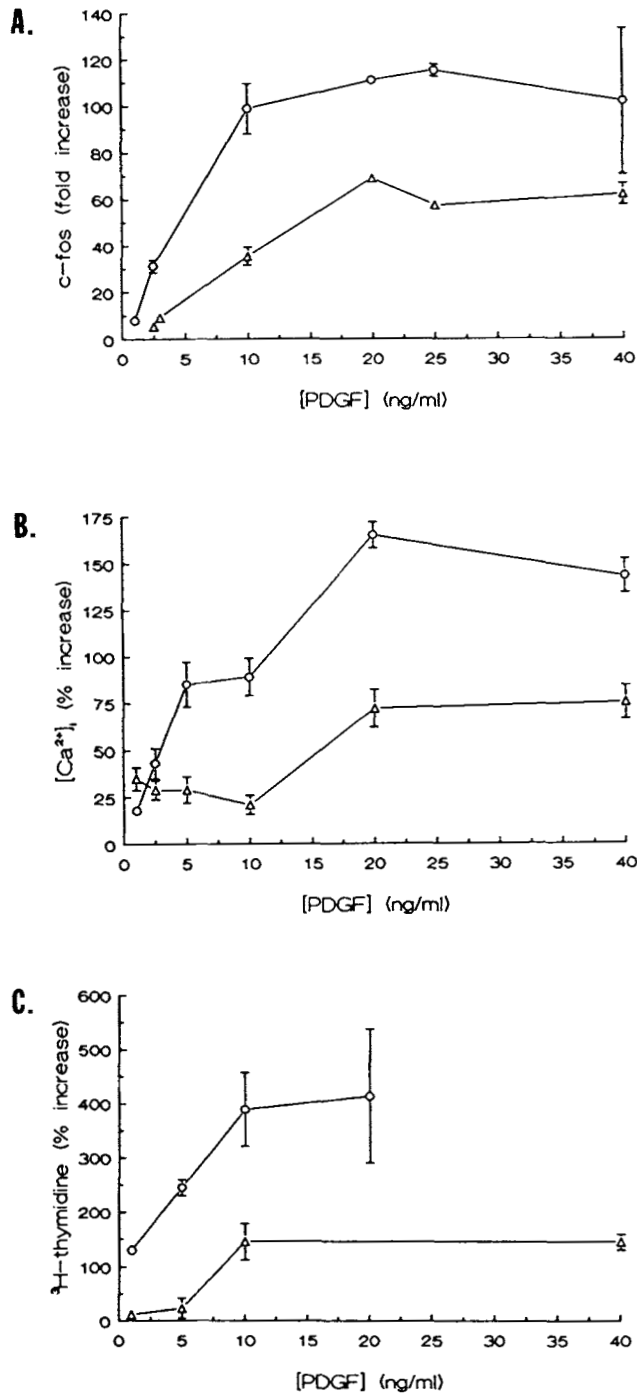 A.
c-fos (fold increase)
140
120
100
80
60
40
20
0
0 5 10 15 20 25 30 35 40
[PDGF] (ng/ml)
B.
[Ca²⁺]ᵢ (% increase)
175
150
125
100
75
50
25
0
0 5 10 15 20 25 30 35 40
[PDGF] (ng/ml)
C.
³H-thymidine (% increase)
600
500
400
300
200
100
0
0 5 10 15 20 25 30 35 40
[PDGF] (ng/ml)